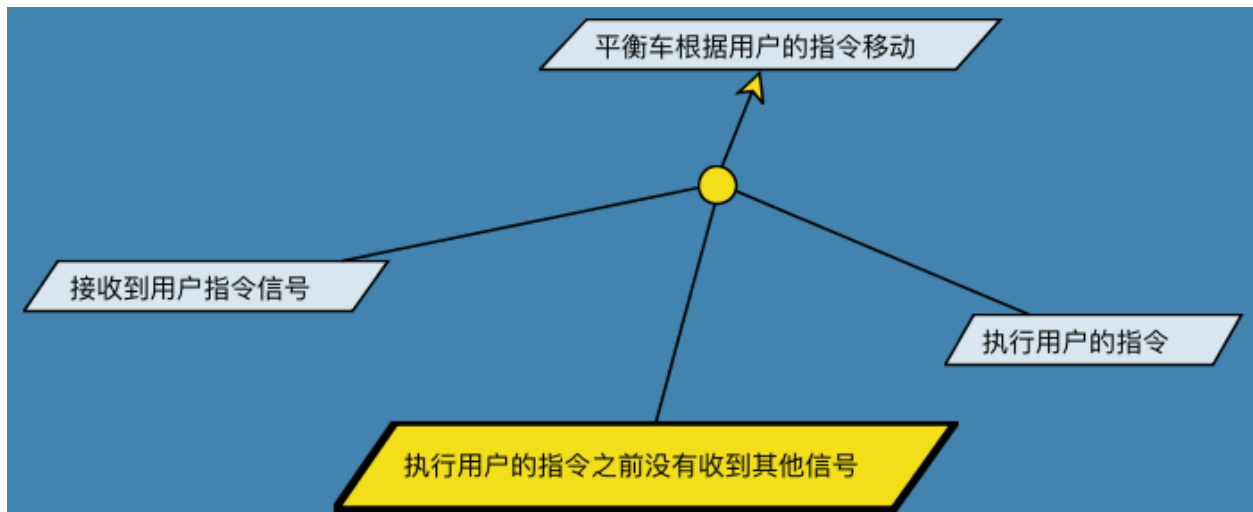 平衡车根据用户的指令移动
接收到用户指令信号
执行用户的指令
执行用户的指令之前没有收到其他信号